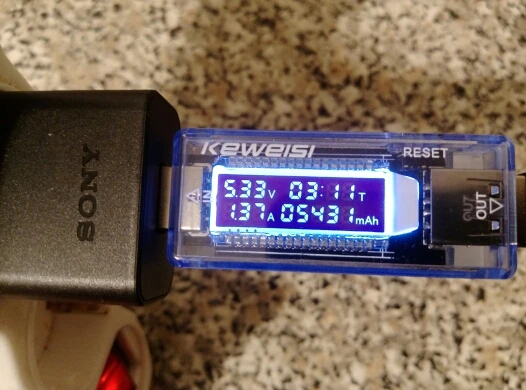 SONY
KEWEISI
RESET
IN
5.33V 03:11T
1.37A 05431mAh
OUT